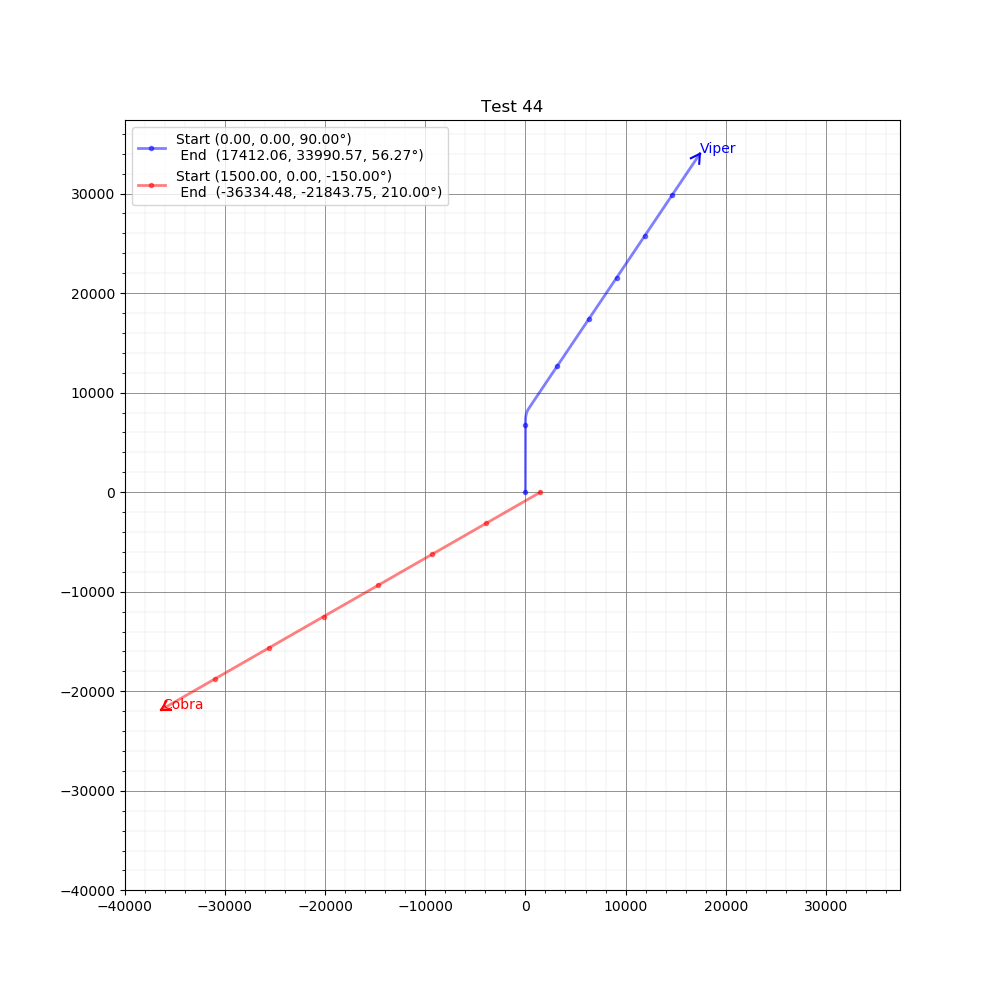 Test 44
Start (0.00, 0.00, 90.00°)
End (17412.06, 33990.57, 56.27°)
Start (1500.00, 0.00, -150.00°)
End (-36334.48, -21843.75, 210.00°)
Viper
Cobra
30000
20000
10000
0
−10000
−20000
−30000
−40000
−40000 −30000 −20000 −10000 0 10000 20000 30000